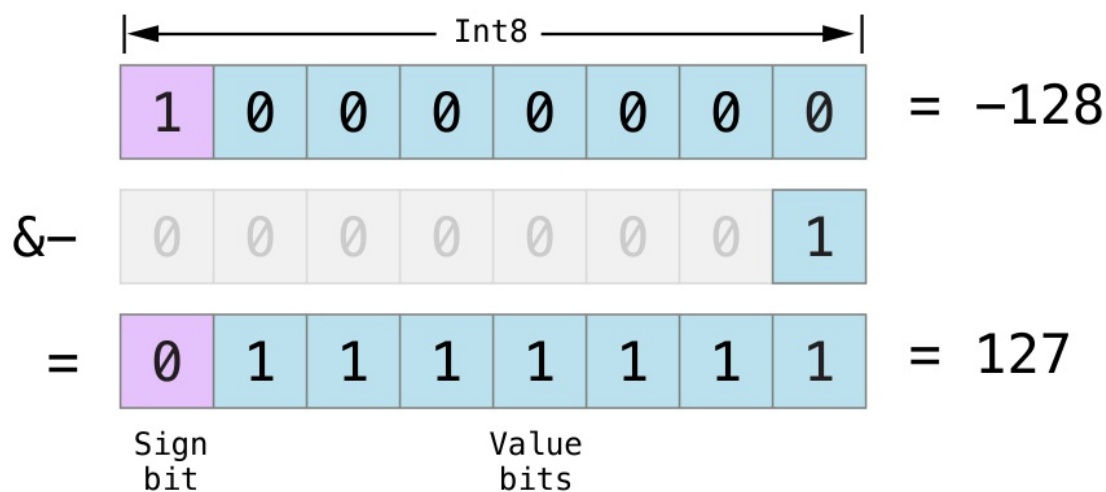 Int8
1 0 0 0 0 0 0 0 = -128
&- 0 0 0 0 0 0 0 1
= 0 1 1 1 1 1 1 1 = 127
Sign Value
bit bits